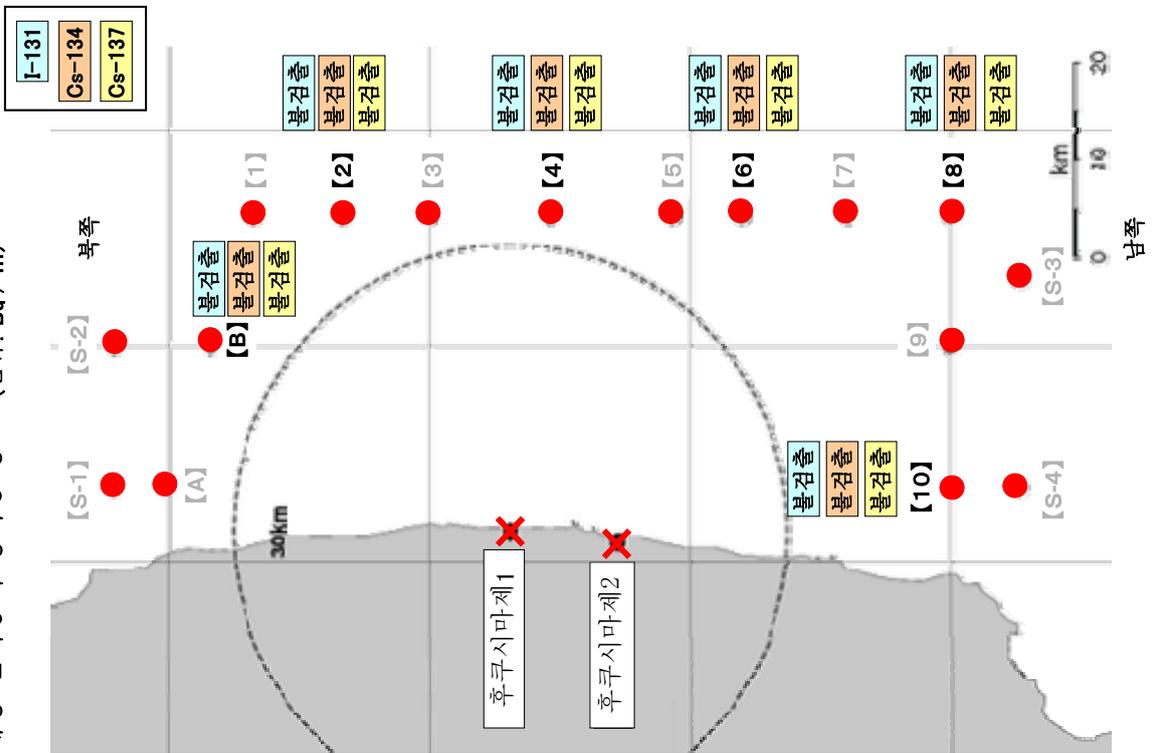 I-131
Cs-134
Cs-137
북쪽
[S-2]
[S-1]
[A]
[B]
불검출
불검출
불검출
[1]
[2]
불검출
불검출
불검출
[3]
[4]
불검출
불검출
불검출
[5]
[6]
불검출
불검출
불검출
[7]
[8]
불검출
불검출
불검출
[9]
[10]
불검출
불검출
불검출
[S-3]
[S-4]
30km
후쿠시마제1
후쿠시마제2
km
0 10 20
남쪽